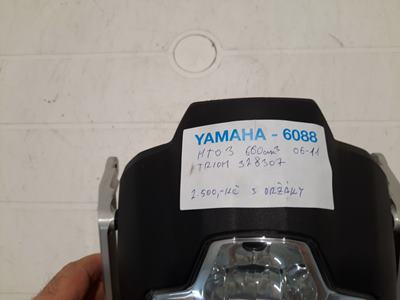 YAMAHA - 6088
MT03 660cm3 06-11
TRIOM 328307
2.500,-KČ S DRŽÁKY